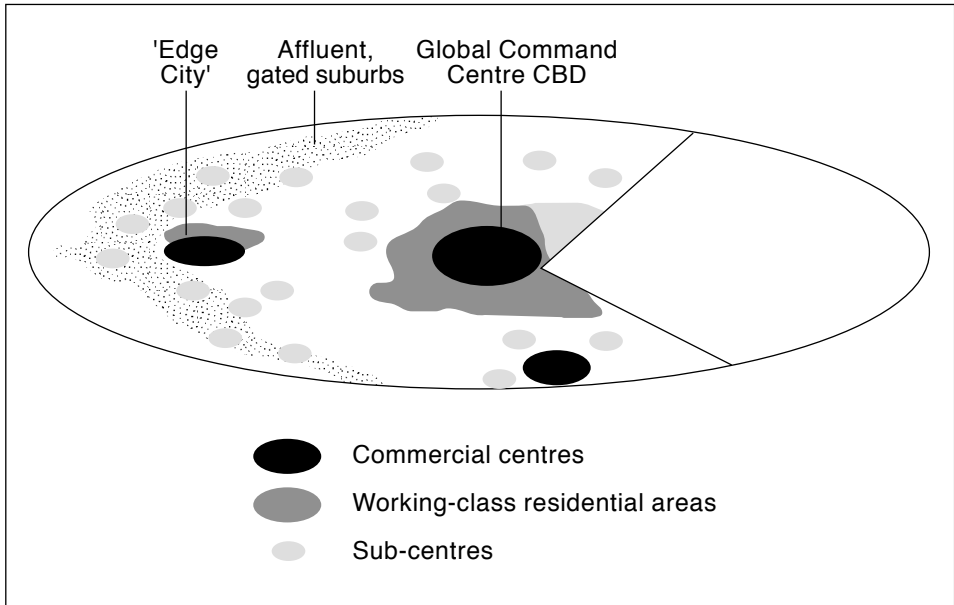 'Edge
City'
Affluent,
gated suburbs
Global Command
Centre CBD
Commercial centres
Working-class residential areas
Sub-centres